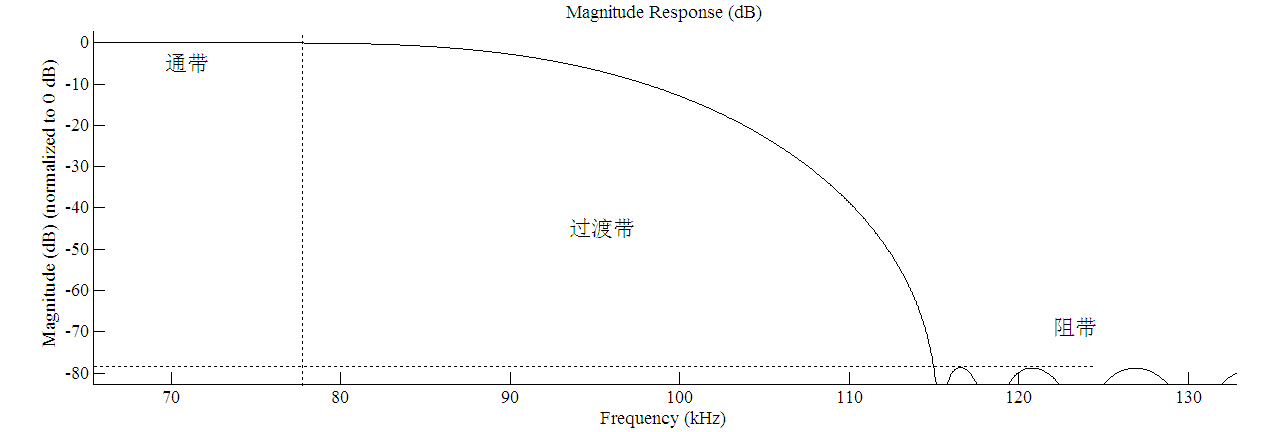 Magnitude Response (dB)
Magnitude (dB) (normalized to 0 dB)
0
-10
-20
-30
-40
-50
-60
-70
-80
通带
过渡带
阻带
70
80
90
100
110
120
130
Frequency (kHz)